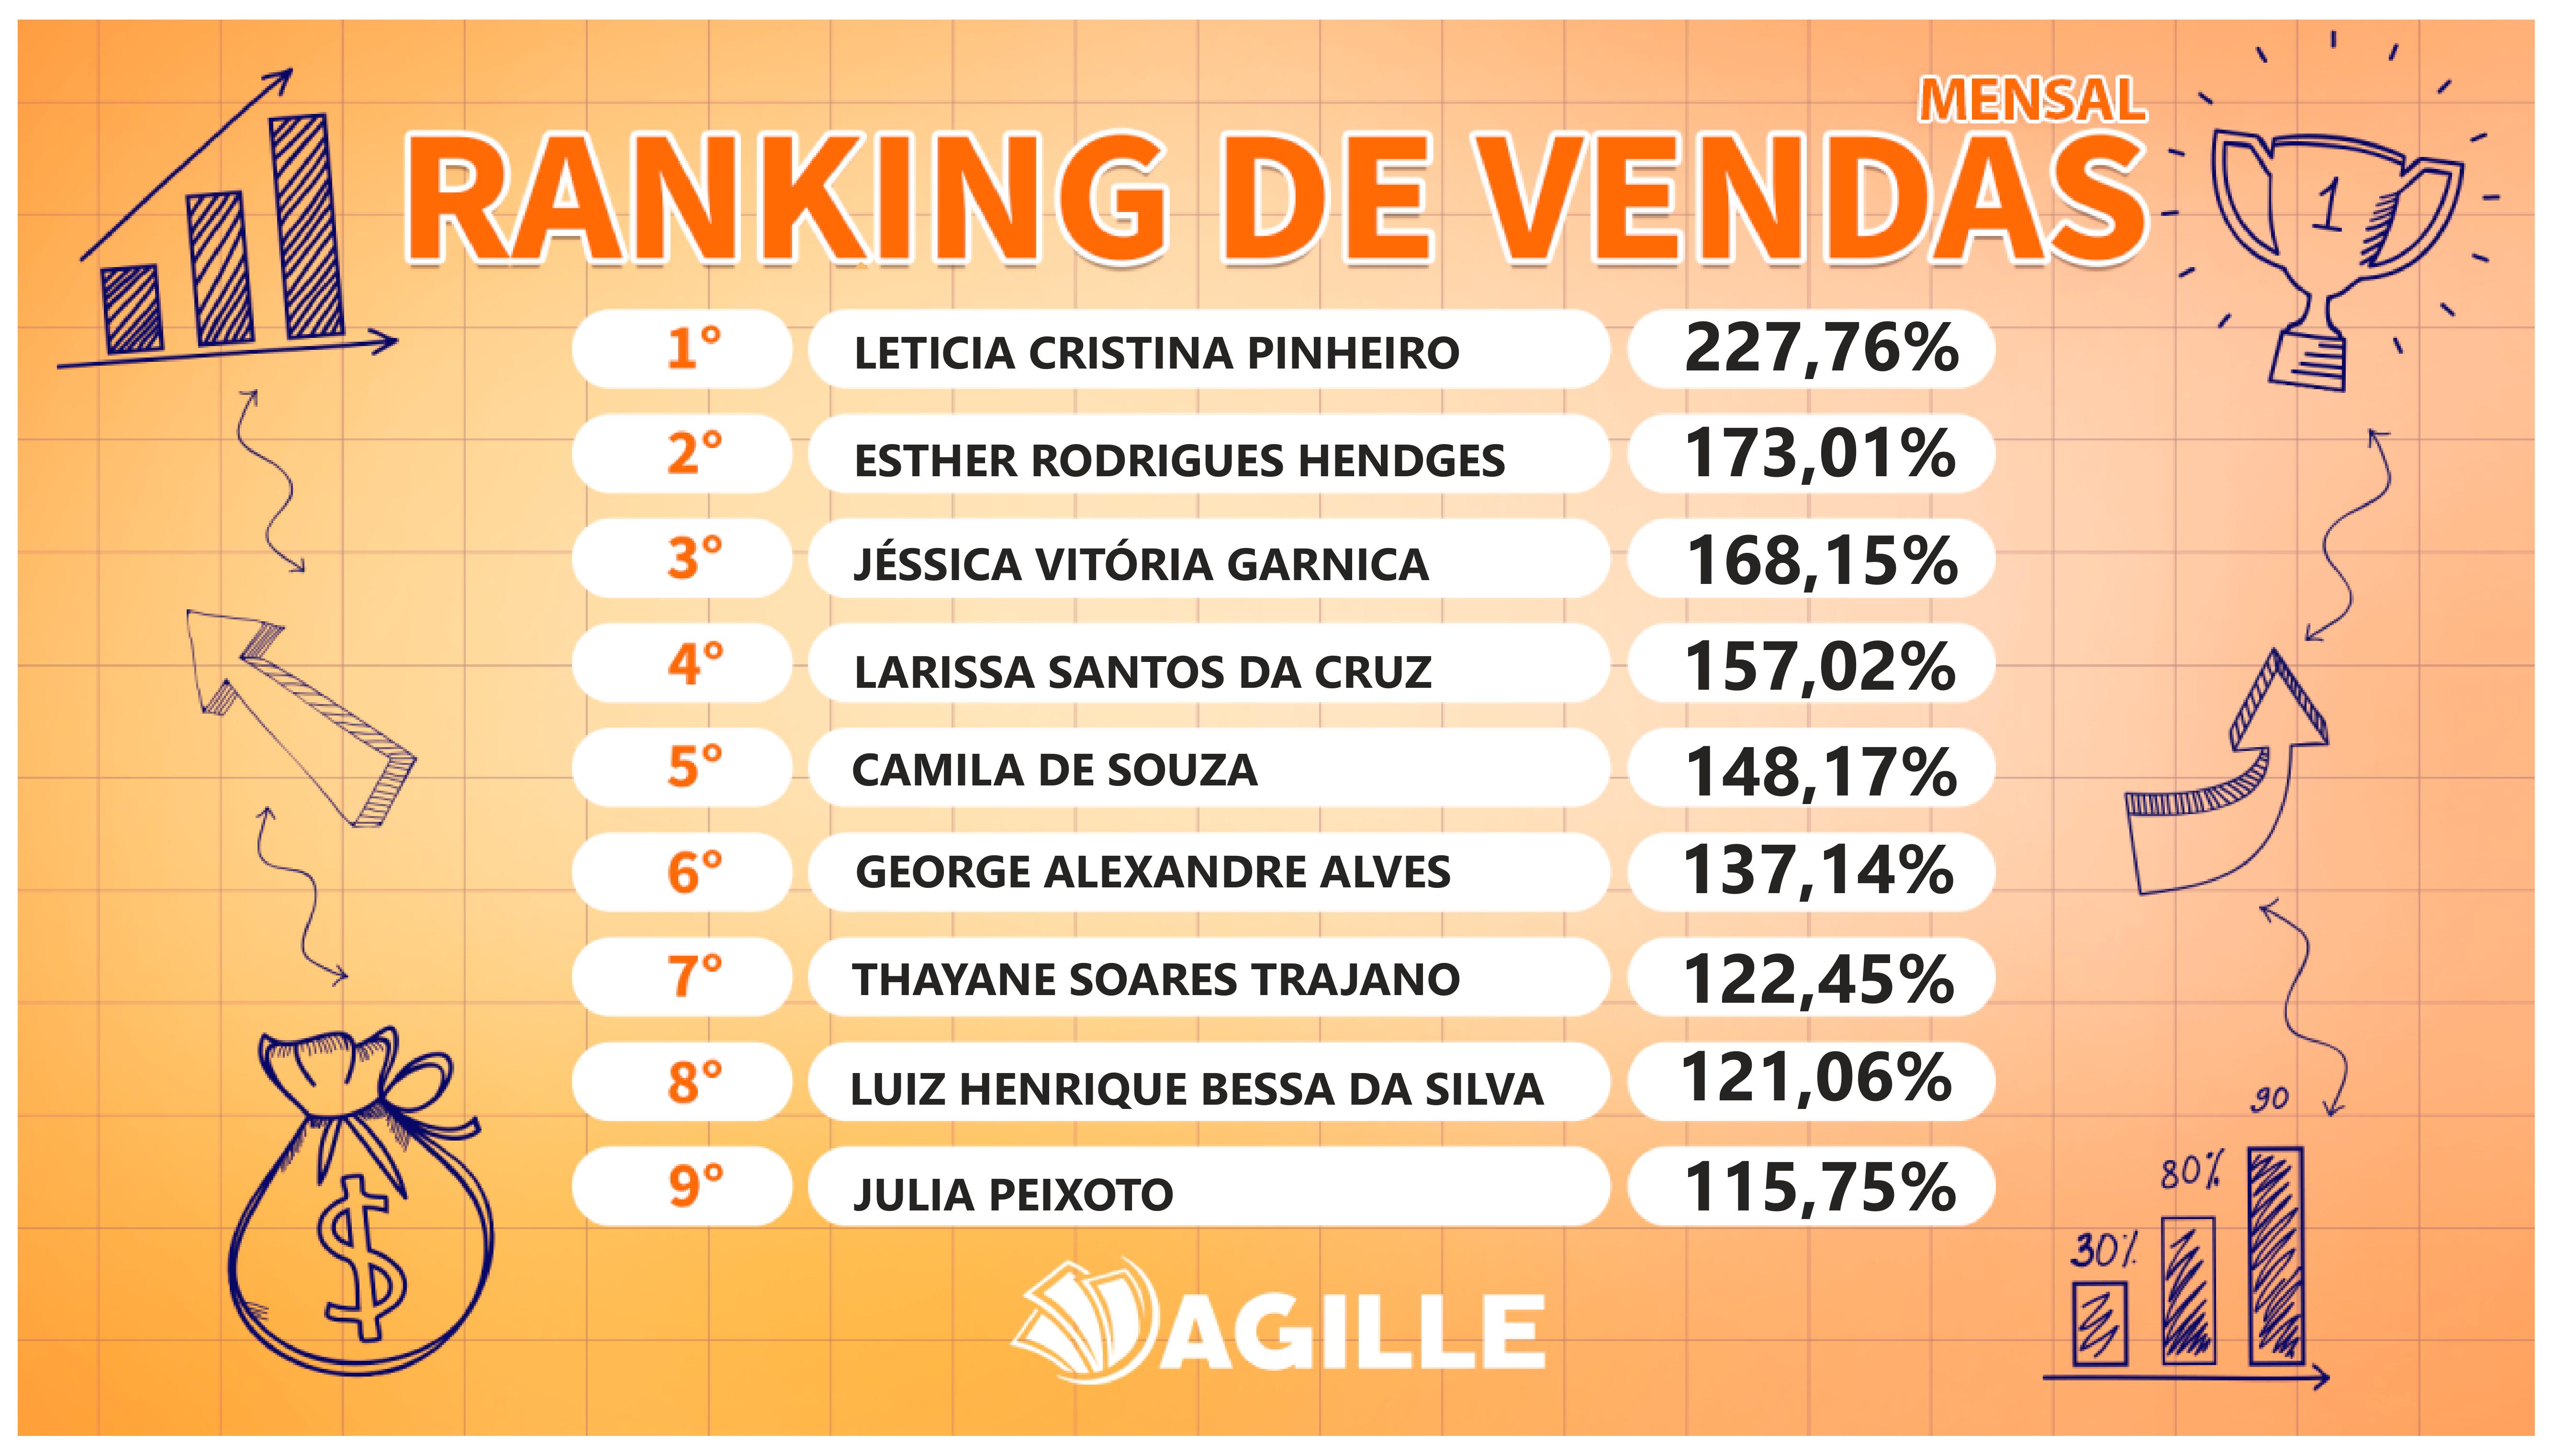 MENSAL
RANKING DE VENDAS
1
1° LETICIA CRISTINA PINHEIRO 227,76%
2° ESTHER RODRIGUES HENDGES 173,01%
3° JÉSSICA VITÓRIA GARNICA 168,15%
4° LARISSA SANTOS DA CRUZ 157,02%
5° CAMILA DE SOUZA 148,17%
6° GEORGE ALEXANDRE ALVES 137,14%
7° THAYANE SOARES TRAJANO 122,45%
8° LUIZ HENRIQUE BESSA DA SILVA 121,06%
9° JULIA PEIXOTO 115,75%
$
90
80%
30%
AGILLE